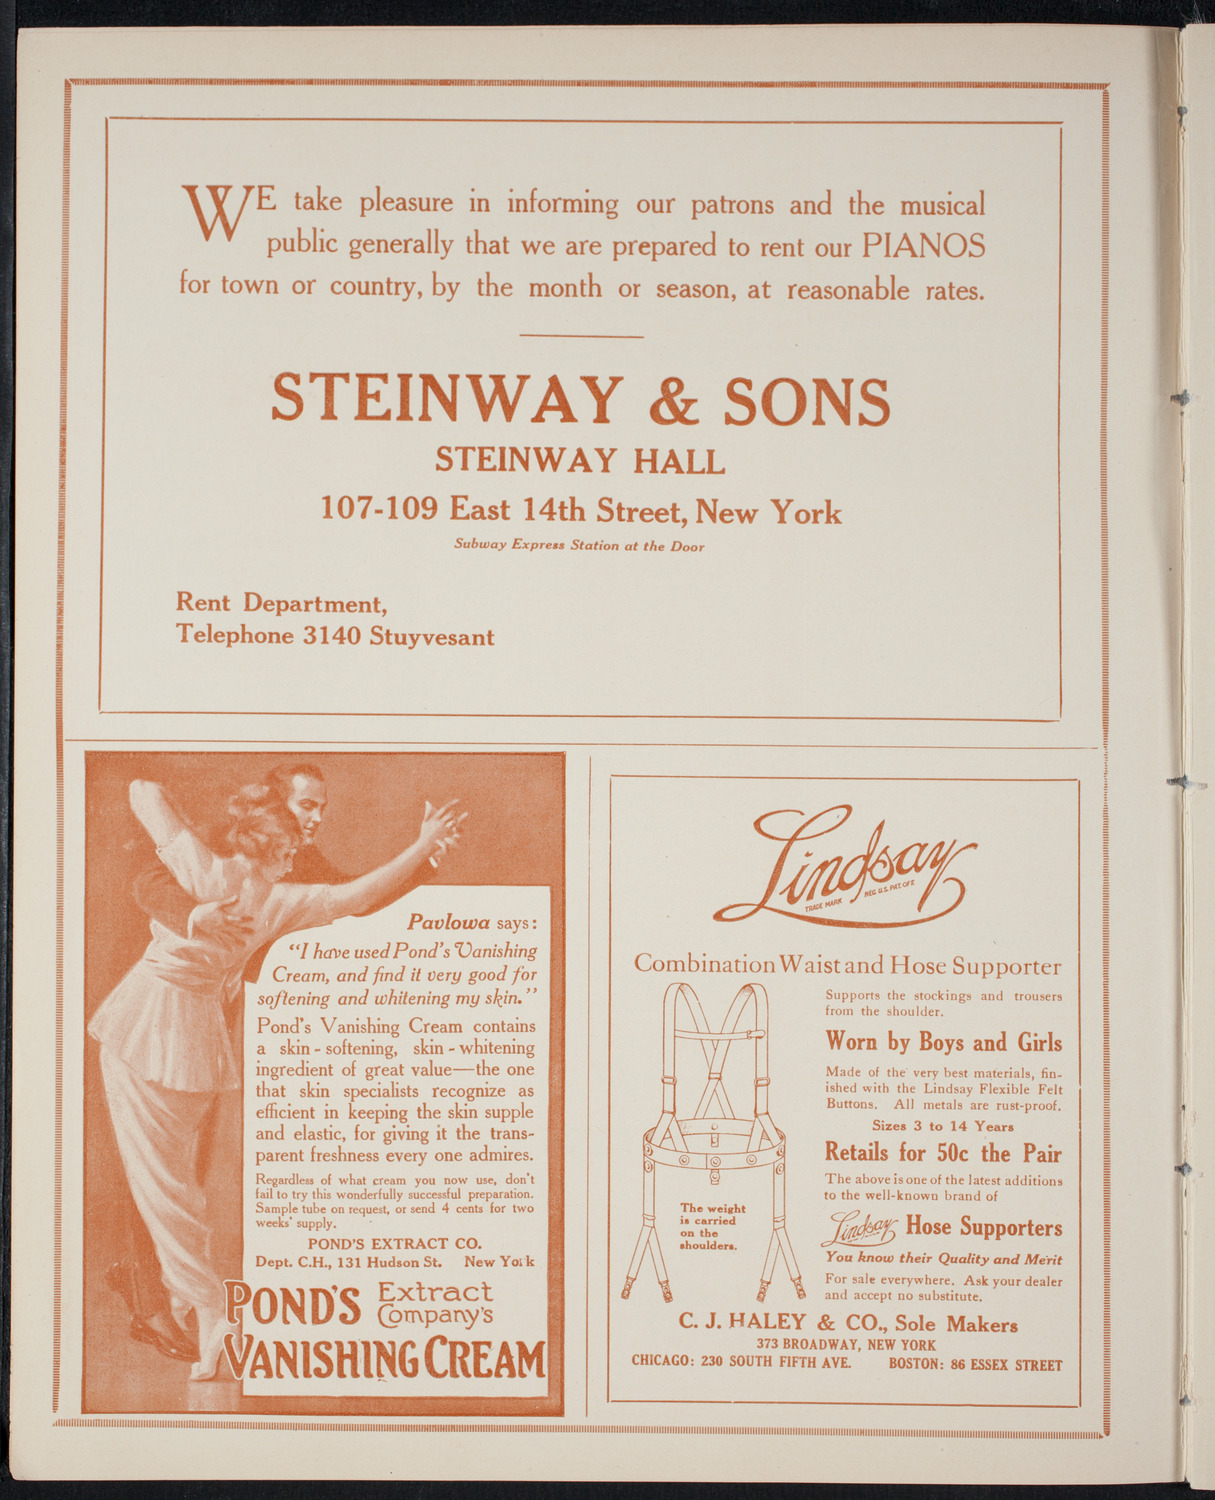 WE take pleasure in informing our patrons and the musical
public generally that we are prepared to rent our PIANOS
for town or country, by the month or season, at reasonable rates.
STEINWAY & SONS
STEINWAY HALL
107-109 East 14th Street, New York
Subway Express Station at the Door
Rent Department,
Telephone 3140 Stuyvesant
Pavlowa says:
"I have used Pond's Vanishing
Cream, and find it very good for
softening and whitening my skin."
Pond's Vanishing Cream contains
a skin-softening, skin-whitening
ingredient of great value—the one
that skin specialists recognize as
efficient in keeping the skin supple
and elastic, for giving it the trans-
parent freshness every one admires.
Regardless of what cream you now use, don't
fail to try this wonderfully successful preparation.
Sample tube on request, or send 4 cents for two
weeks' supply.
POND'S EXTRACT CO.
Dept. C.H., 131 Hudson St. New York
POND'S Extract
Company's
VANISHING CREAM
Lindsay
TRADE MARK REG. U.S. PAT. OFF.
Combination Waist and Hose Supporter
Supports the stockings and trousers
from the shoulder.
Worn by Boys and Girls
Made of the very best materials, fin-
ished with the Lindsay Flexible Felt
Buttons. All metals are rust-proof.
Sizes 3 to 14 Years
Retails for 50c the Pair
The above is one of the latest additions
to the well-known brand of
Lindsay Hose Supporters
You know their Quality and Merit
For sale everywhere. Ask your dealer
and accept no substitute.
The weight
is carried
on the
shoulders.
C. J. HALEY & CO., Sole Makers
373 BROADWAY, NEW YORK
CHICAGO: 230 SOUTH FIFTH AVE. BOSTON: 86 ESSEX STREET